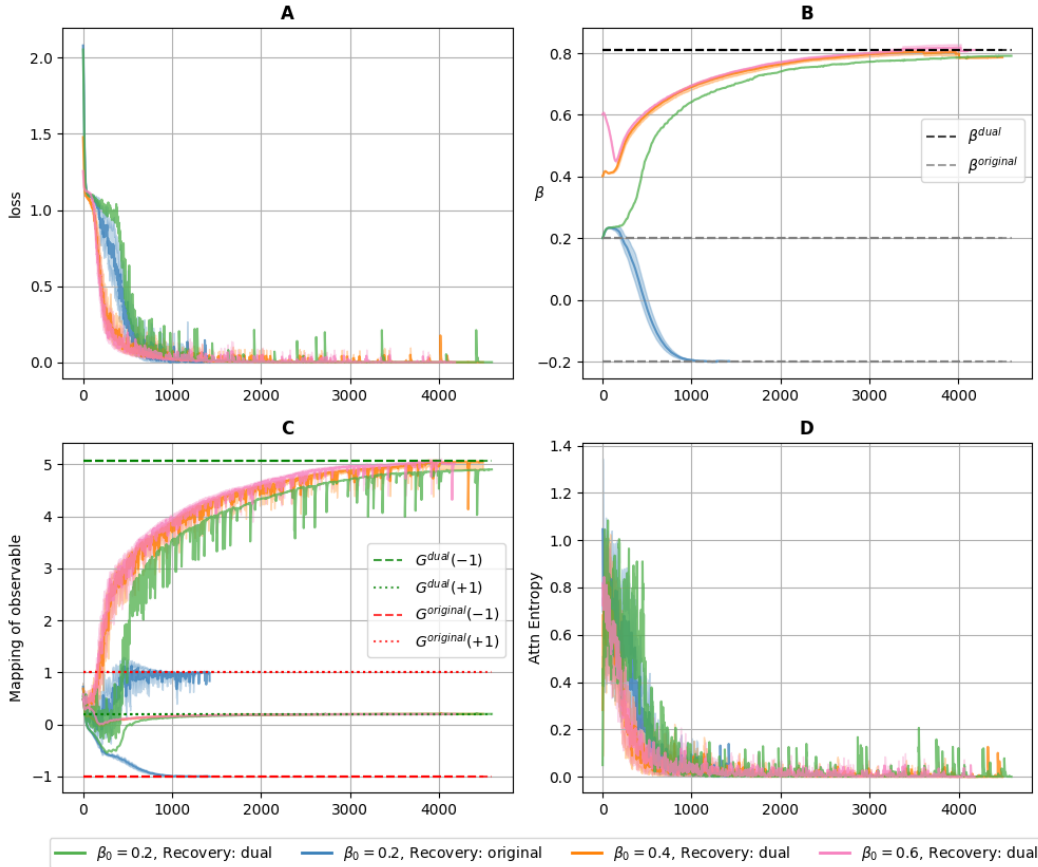 A
loss
2.0
1.5
1.0
0.5
0.0
0
1000
2000
3000
4000
B
β
0.8
0.6
0.4
0.2
0.0
−0.2
β^dual
β^original
0
1000
2000
3000
4000
C
Mapping of observable
5
4
3
2
1
0
−1
G^dual(−1)
G^dual(+1)
G^original(−1)
G^original(+1)
0
1000
2000
3000
4000
D
Attn Entropy
1.4
1.2
1.0
0.8
0.6
0.4
0.2
0.0
0
1000
2000
3000
4000
β₀ = 0.2, Recovery: dual
β₀ = 0.2, Recovery: original
β₀ = 0.4, Recovery: dual
β₀ = 0.6, Recovery: dual